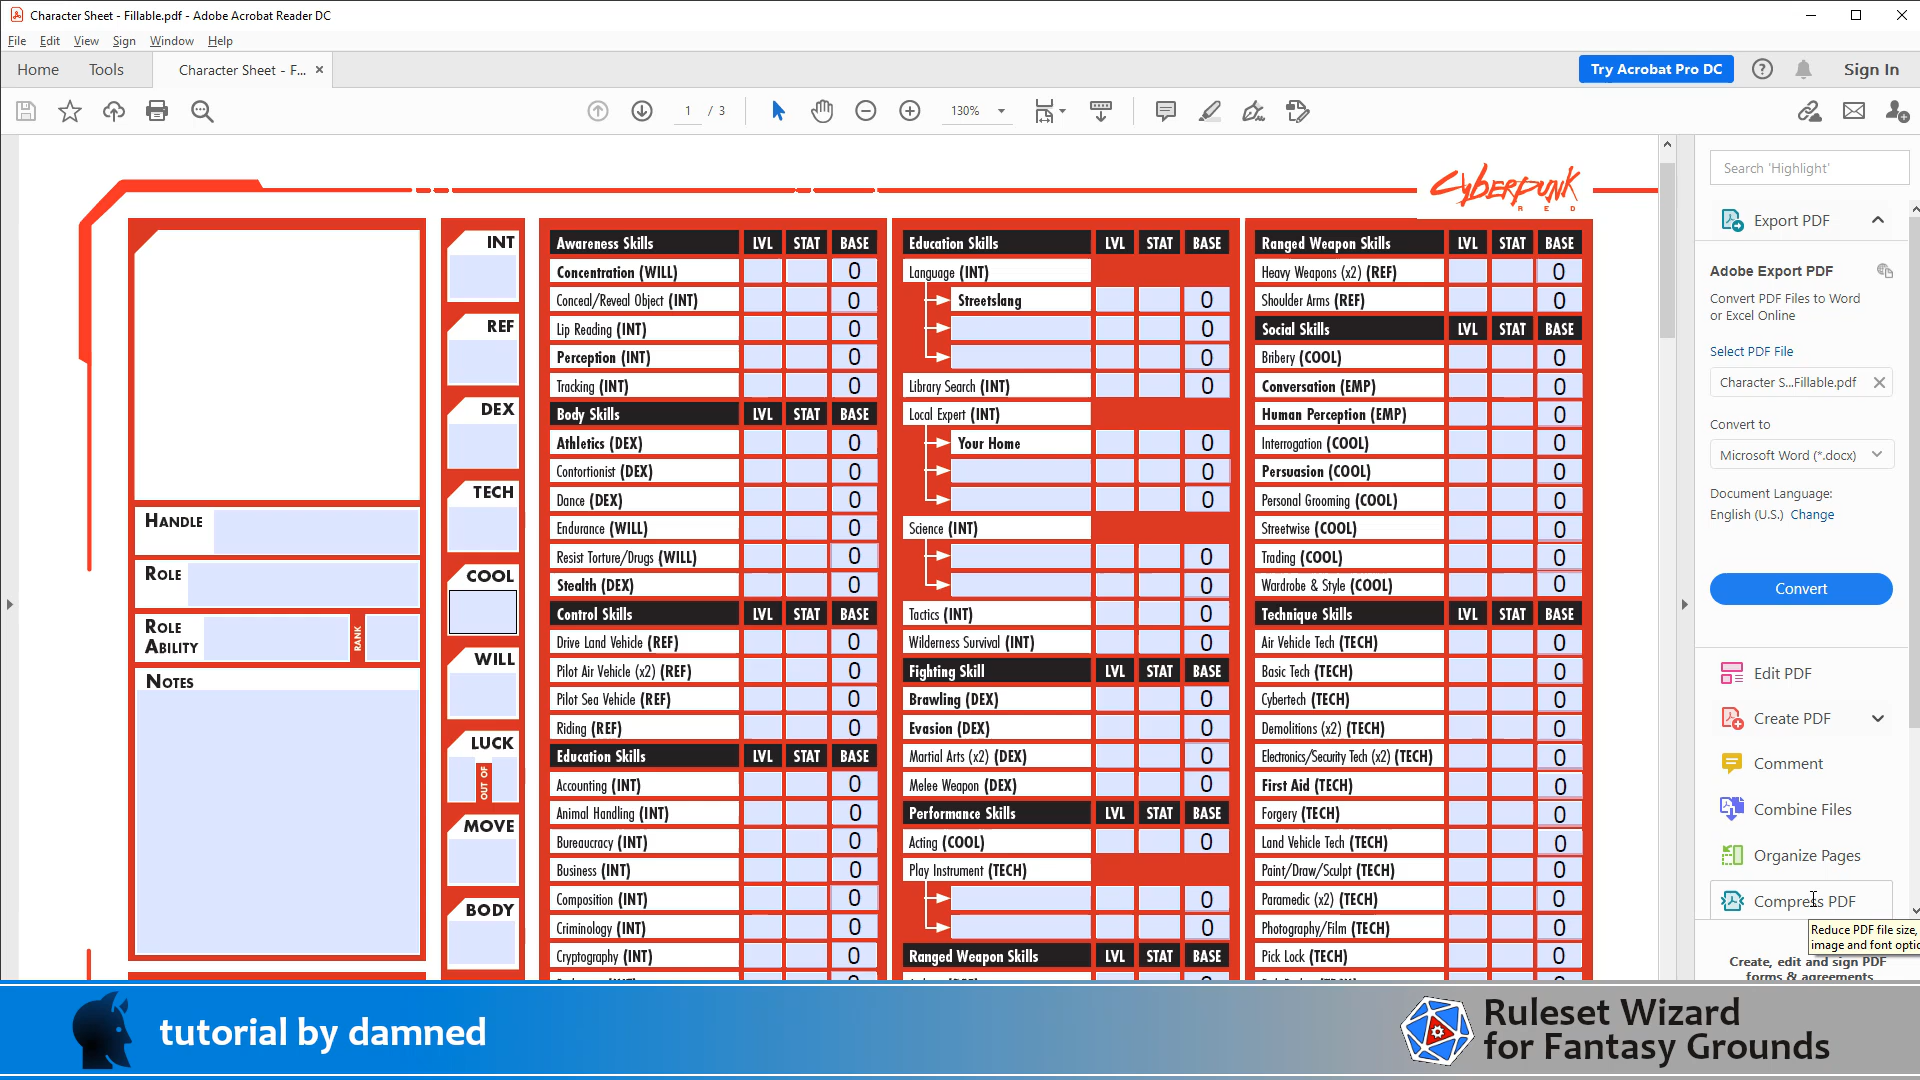 Character Sheet - Fillable.pdf - Adobe Acrobat Reader DC
File Edit View Sign Window Help
Home Tools Character Sheet - F... × Try Acrobat Pro DC Sign In
1 / 3 130%
CYBERPUNK
RED
HANDLE
ROLE
ROLE
ABILITY
RANK
NOTES
INT
REF
DEX
TECH
COOL
WILL
LUCK
OUT OF
MOVE
BODY
Awareness Skills LVL STAT BASE
Concentration (WILL) 0
Conceal/Reveal Object (INT) 0
Lip Reading (INT) 0
Perception (INT) 0
Tracking (INT) 0
Body Skills LVL STAT BASE
Athletics (DEX) 0
Contortionist (DEX) 0
Dance (DEX) 0
Endurance (WILL) 0
Resist Torture/Drugs (WILL) 0
Stealth (DEX) 0
Control Skills LVL STAT BASE
Drive Land Vehicle (REF) 0
Pilot Air Vehicle (x2) (REF) 0
Pilot Sea Vehicle (REF) 0
Riding (REF) 0
Education Skills LVL STAT BASE
Accounting (INT) 0
Animal Handling (INT) 0
Bureaucracy (INT) 0
Business (INT) 0
Composition (INT) 0
Criminology (INT) 0
Cryptography (INT) 0
Education Skills LVL STAT BASE
Language (INT)
Streetslang 0
0
0
Library Search (INT) 0
Local Expert (INT)
Your Home 0
0
0
Science (INT)
0
0
Tactics (INT) 0
Wilderness Survival (INT) 0
Fighting Skill LVL STAT BASE
Brawling (DEX) 0
Evasion (DEX) 0
Martial Arts (x2) (DEX) 0
Melee Weapon (DEX) 0
Performance Skills LVL STAT BASE
Acting (COOL) 0
Play Instrument (TECH)
0
0
Ranged Weapon Skills LVL STAT BASE
Ranged Weapon Skills LVL STAT BASE
Heavy Weapons (x2) (REF) 0
Shoulder Arms (REF) 0
Social Skills LVL STAT BASE
Bribery (COOL) 0
Conversation (EMP) 0
Human Perception (EMP) 0
Interrogation (COOL) 0
Persuasion (COOL) 0
Personal Grooming (COOL) 0
Streetwise (COOL) 0
Trading (COOL) 0
Wardrobe & Style (COOL) 0
Technique Skills LVL STAT BASE
Air Vehicle Tech (TECH) 0
Basic Tech (TECH) 0
Cybertech (TECH) 0
Demolitions (x2) (TECH) 0
Electronics/Security Tech (x2) (TECH) 0
First Aid (TECH) 0
Forgery (TECH) 0
Land Vehicle Tech (TECH) 0
Paint/Draw/Sculpt (TECH) 0
Paramedic (x2) (TECH) 0
Photography/Film (TECH) 0
Pick Lock (TECH) 0
Search 'Highlight'
Export PDF
Adobe Export PDF
Convert PDF Files to Word
or Excel Online
Select PDF File
Character S...Fillable.pdf
Convert to
Microsoft Word (*.docx)
Document Language:
English (U.S.) Change
Convert
Edit PDF
Create PDF
Comment
Combine Files
Organize Pages
Compress PDF
Reduce PDF file size,
image and font optio
Create, edit and sign PDF
forms & agreements
tutorial by damned
Ruleset Wizard
for Fantasy Grounds